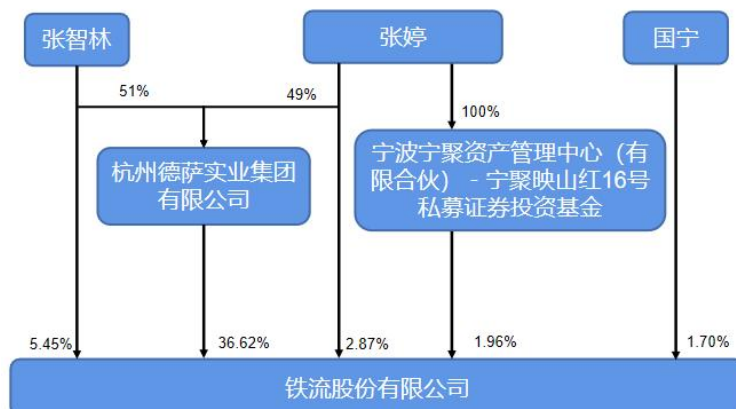 张智林
张婷
国宁
51%
49%
100%
杭州德萨实业集团
有限公司
宁波宁聚资产管理中心（有
限合伙） - 宁聚映山红16号
私募证券投资基金
5.45%
36.62%
2.87%
1.96%
1.70%
铁流股份有限公司